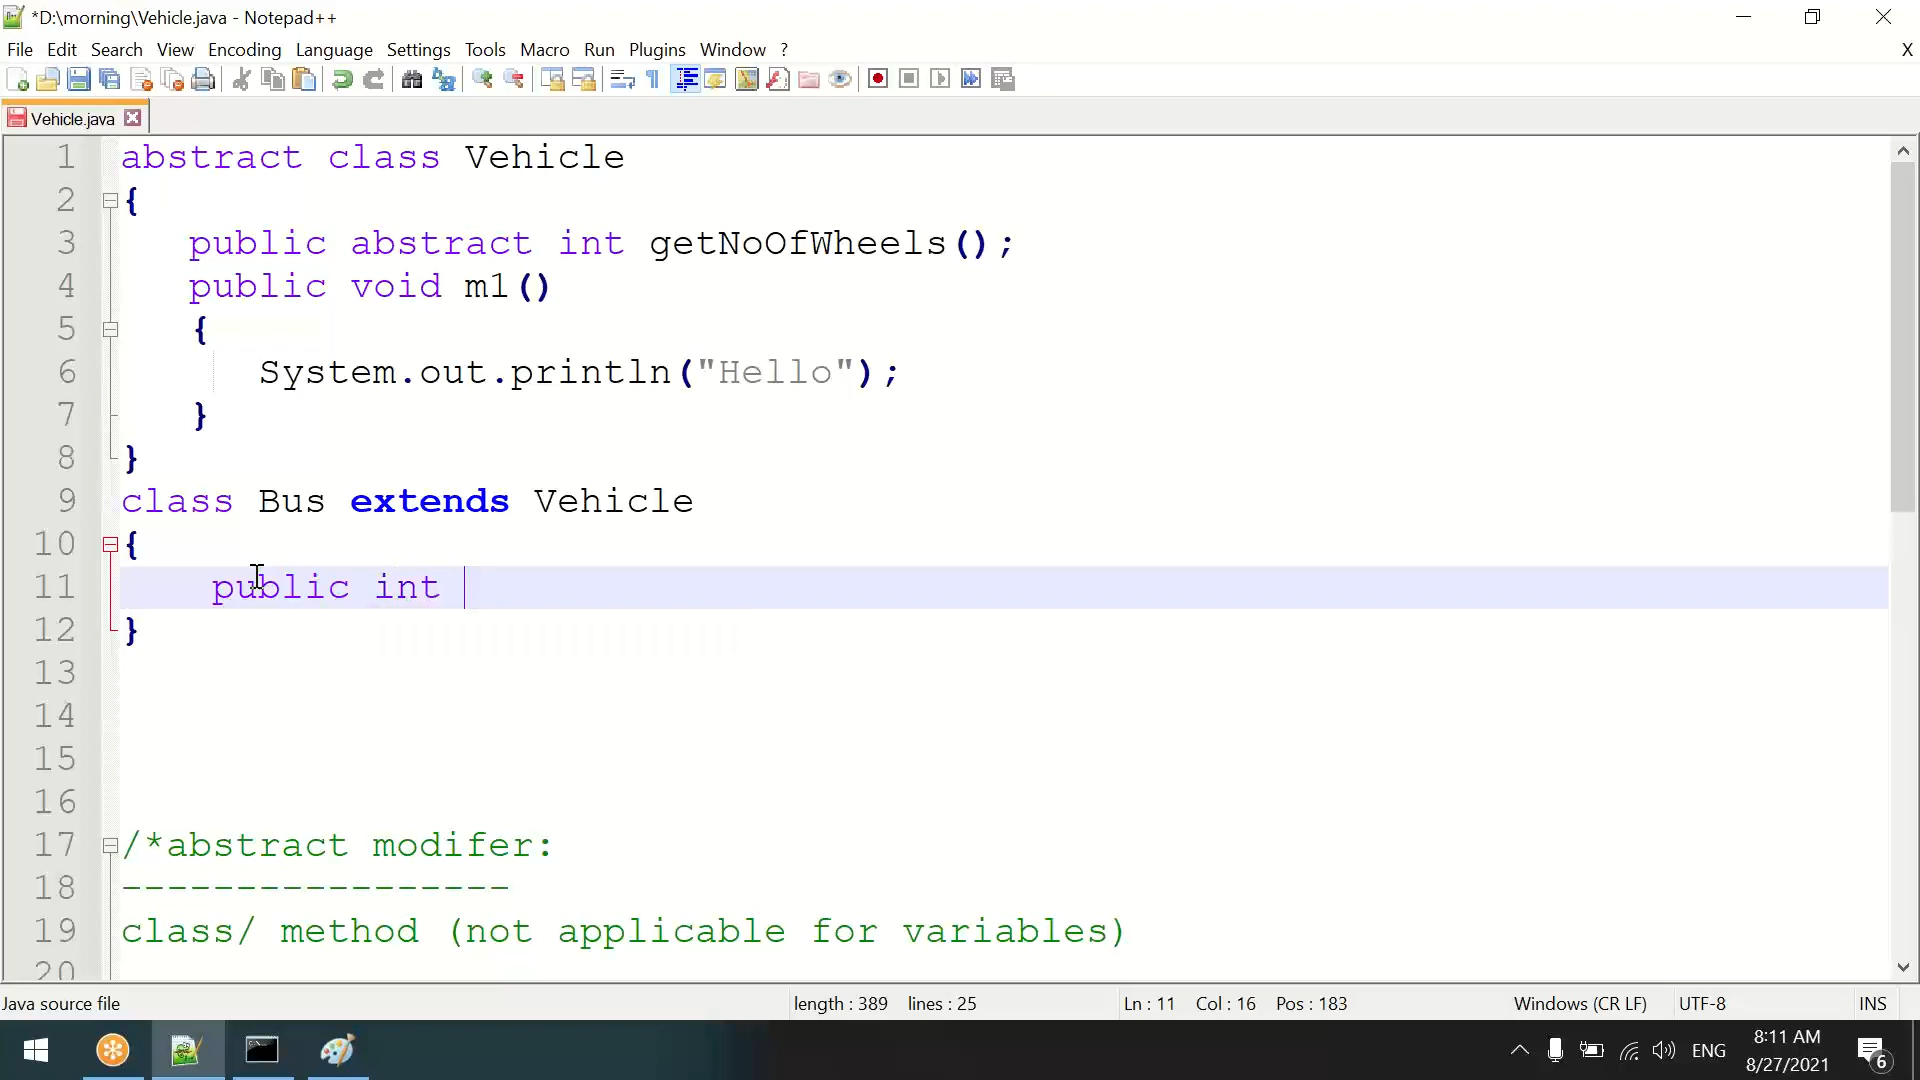 *D:\morning\Vehicle.java - Notepad++
File Edit Search View Encoding Language Settings Tools Macro Run Plugins Window ? X
Vehicle.java
1 abstract class Vehicle
2 {
3 public abstract int getNoOfWheels();
4 public void m1()
5 {
6 System.out.println("Hello");
7 }
8 }
9 class Bus extends Vehicle
10 {
11 public int
12 }
13
14
15
16
17 /*abstract modifer:
18 -----------------
19 class/ method (not applicable for variables)
20
Java source file length : 389 lines : 25 Ln : 11 Col : 16 Pos : 183 Windows (CR LF) UTF-8 INS
ENG 8:11 AM 6
8/27/2021